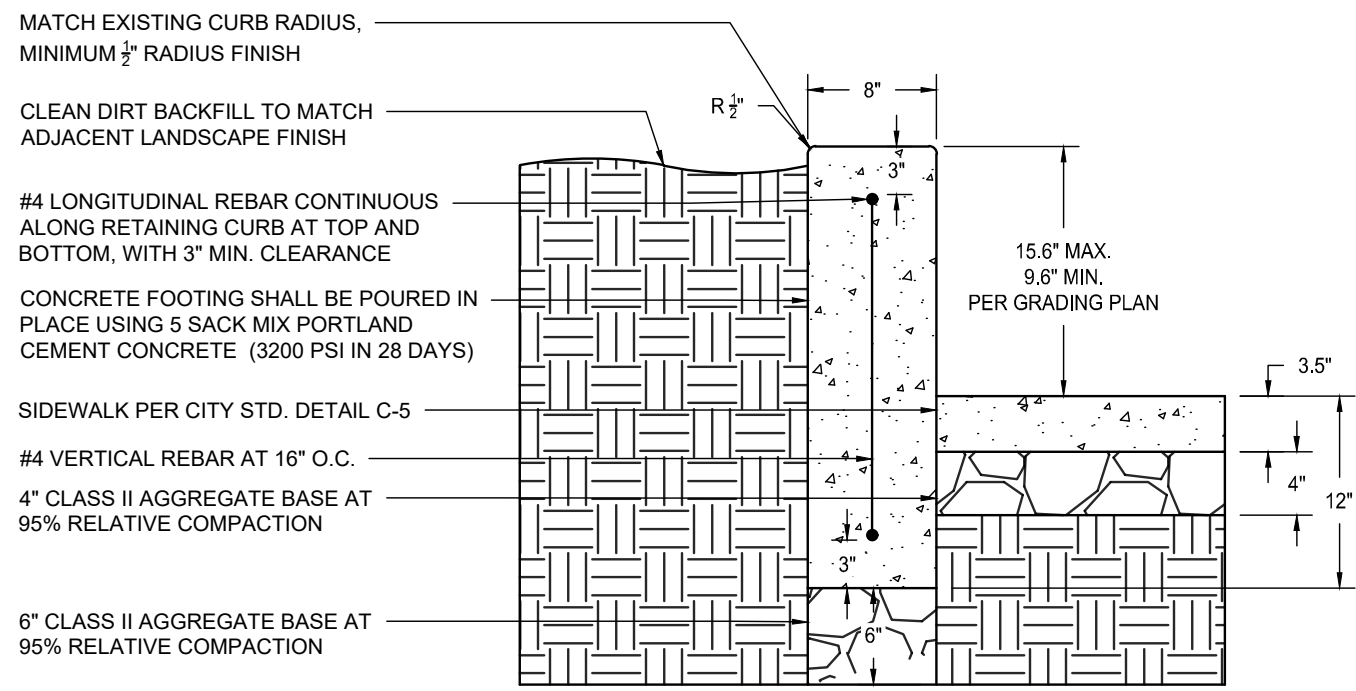 MATCH EXISTING CURB RADIUS,
MINIMUM ½" RADIUS FINISH
CLEAN DIRT BACKFILL TO MATCH
ADJACENT LANDSCAPE FINISH
#4 LONGITUDINAL REBAR CONTINUOUS
ALONG RETAINING CURB AT TOP AND
BOTTOM, WITH 3" MIN. CLEARANCE
CONCRETE FOOTING SHALL BE POURED IN
PLACE USING 5 SACK MIX PORTLAND
CEMENT CONCRETE (3200 PSI IN 28 DAYS)
SIDEWALK PER CITY STD. DETAIL C-5
#4 VERTICAL REBAR AT 16" O.C.
4" CLASS II AGGREGATE BASE AT
95% RELATIVE COMPACTION
6" CLASS II AGGREGATE BASE AT
95% RELATIVE COMPACTION
8"
R ½"
3"
15.6" MAX.
9.6" MIN.
PER GRADING PLAN
3.5"
4"
12"
3"
6"